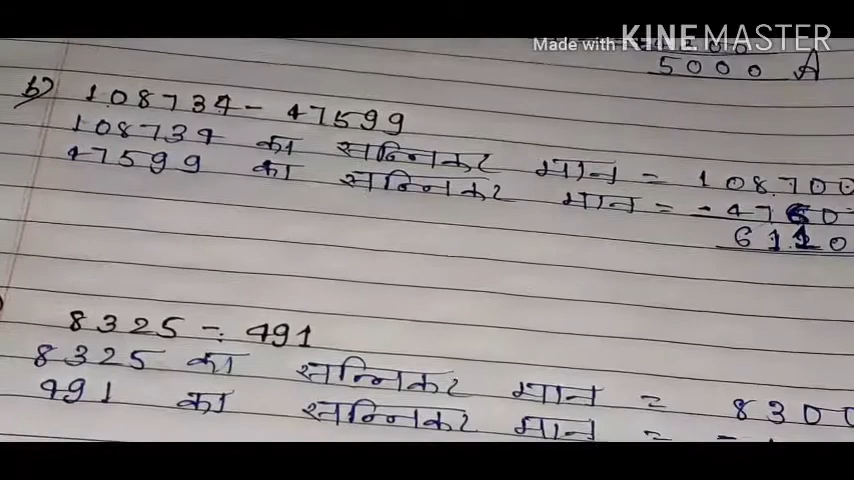 Made with KINEMASTER
5000 A
b) 108734 - 47599
108734 का सन्निकट मान = 108700
47599 का सन्निकट मान = - 47600
6110
8325 - 491
8325 का सन्निकट मान = 8300
491 का सन्निकट मान = -